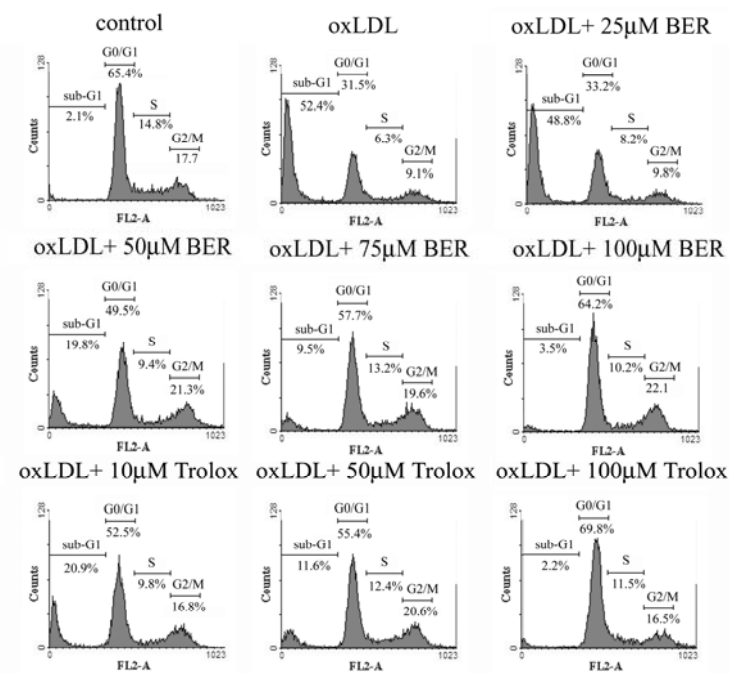 control
128
Counts
0
sub-G1
2.1%
G0/G1
65.4%
S
14.8%
G2/M
17.7
0
1023
FL2-A
oxLDL
128
Counts
0
sub-G1
52.4%
G0/G1
31.5%
S
6.3%
G2/M
9.1%
0
1023
FL2-A
oxLDL+ 25μM BER
128
Counts
0
sub-G1
48.8%
G0/G1
33.2%
S
8.2%
G2/M
9.8%
0
1023
FL2-A
oxLDL+ 50μM BER
128
Counts
0
sub-G1
19.8%
G0/G1
49.5%
S
9.4%
G2/M
21.3%
0
1023
FL2-A
oxLDL+ 75μM BER
128
Counts
0
sub-G1
9.5%
G0/G1
57.7%
S
13.2%
G2/M
19.6%
0
1023
FL2-A
oxLDL+ 100μM BER
128
Counts
0
sub-G1
3.5%
G0/G1
64.2%
S
10.2%
G2/M
22.1
0
1023
FL2-A
oxLDL+ 10μM Trolox
128
Counts
0
sub-G1
20.9%
G0/G1
52.5%
S
9.8%
G2/M
16.8%
0
1023
FL2-A
oxLDL+ 50μM Trolox
128
Counts
0
sub-G1
11.6%
G0/G1
55.4%
S
12.4%
G2/M
20.6%
0
1023
FL2-A
oxLDL+ 100μM Trolox
128
Counts
0
sub-G1
2.2%
G0/G1
69.8%
S
11.5%
G2/M
16.5%
0
1023
FL2-A